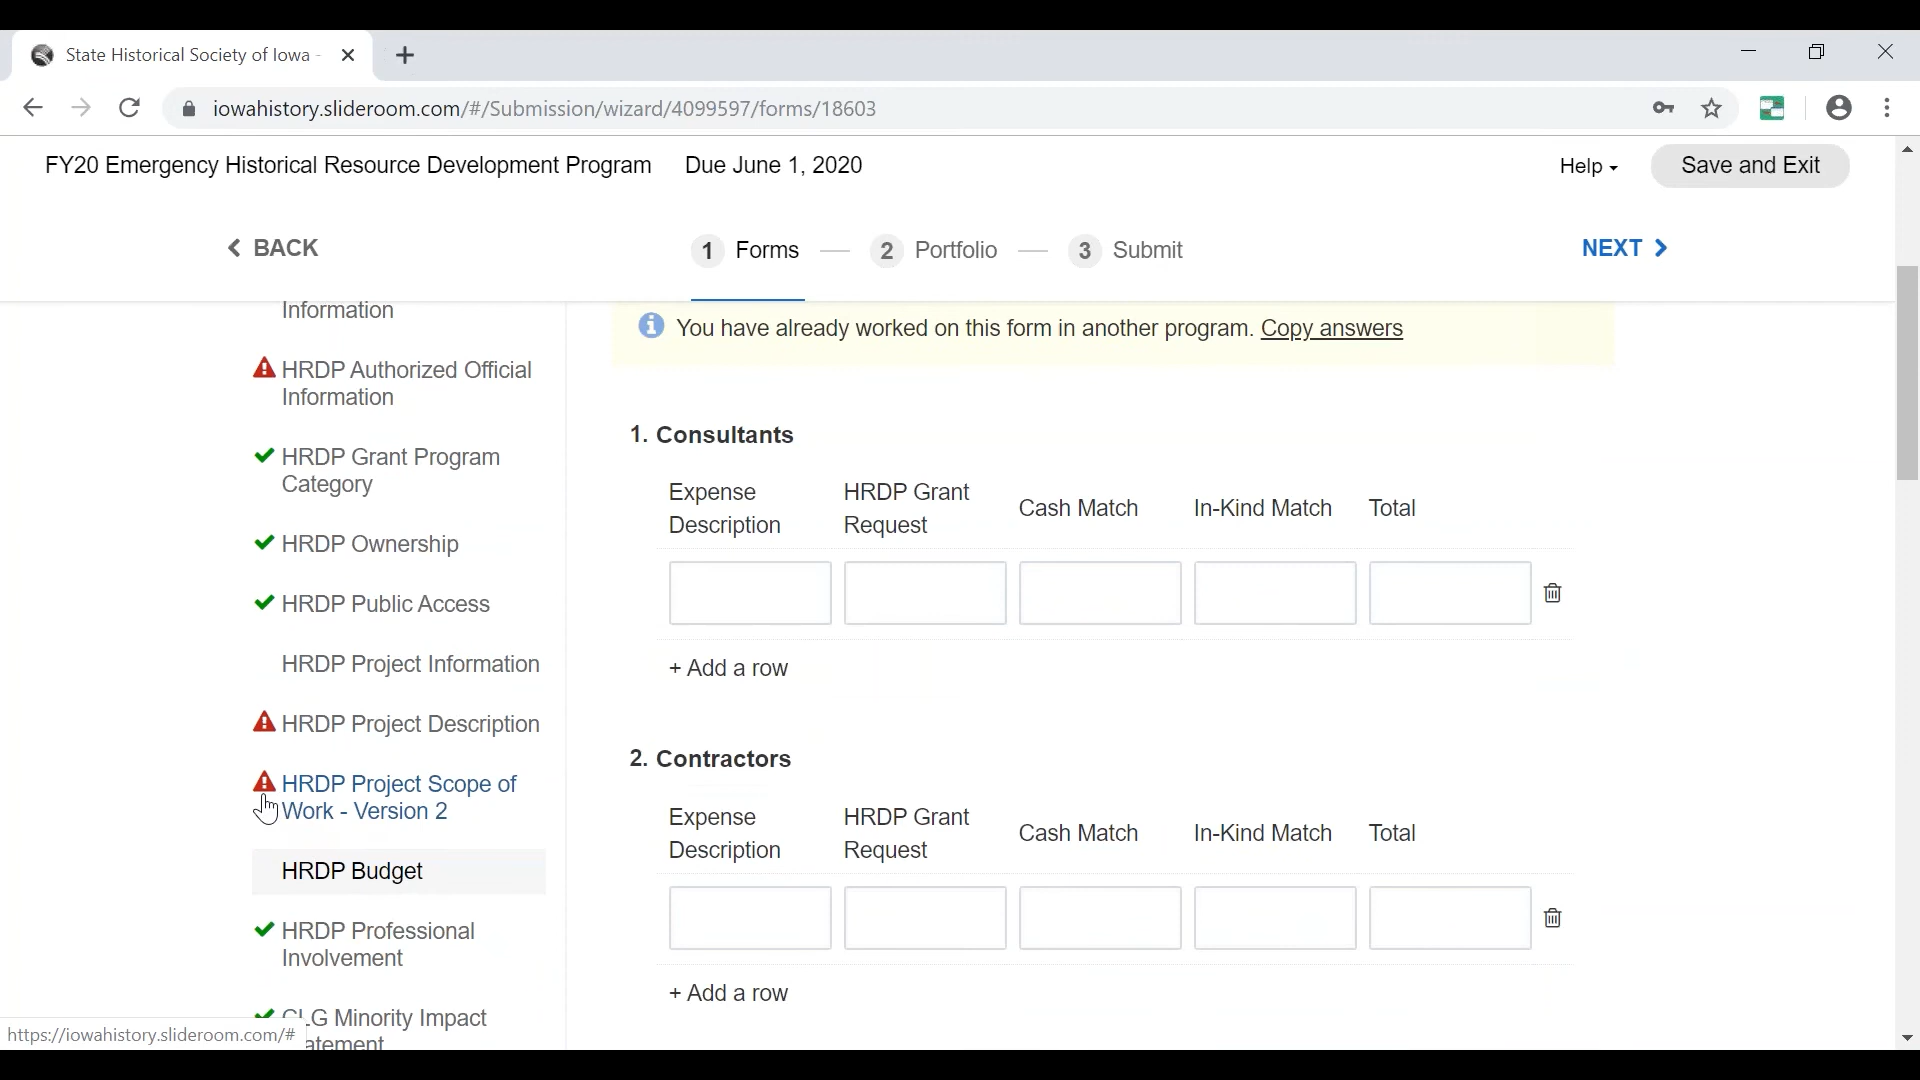 State Historical Society of Iowa -
iowahistory.slideroom.com/#/Submission/wizard/4099597/forms/18603
FY20 Emergency Historical Resource Development Program Due June 1, 2020 Help Save and Exit
BACK 1 Forms 2 Portfolio 3 Submit NEXT
Information
HRDP Authorized Official
Information
HRDP Grant Program
Category
HRDP Ownership
HRDP Public Access
HRDP Project Information
HRDP Project Description
HRDP Project Scope of
Work - Version 2
HRDP Budget
HRDP Professional
Involvement
CLG Minority Impact
atement
https://iowahistory.slideroom.com/#
You have already worked on this form in another program. Copy answers
1. Consultants
Expense
Description
HRDP Grant
Request
Cash Match
In-Kind Match
Total
+ Add a row
2. Contractors
Expense
Description
HRDP Grant
Request
Cash Match
In-Kind Match
Total
+ Add a row